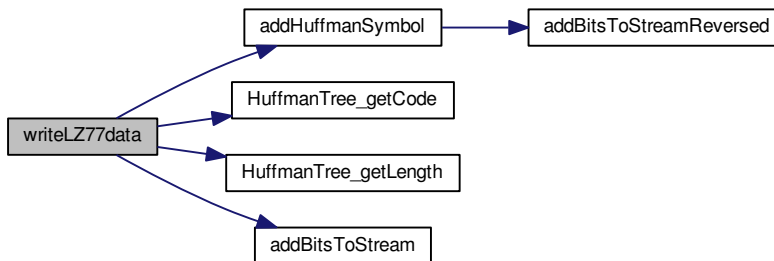 addHuffmanSymbol
addBitsToStreamReversed
HuffmanTree_getCode
writeLZ77data
HuffmanTree_getLength
addBitsToStream